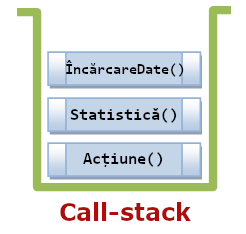 ÎncărcareDate()
Statistică()
Acțiune()
Call-stack